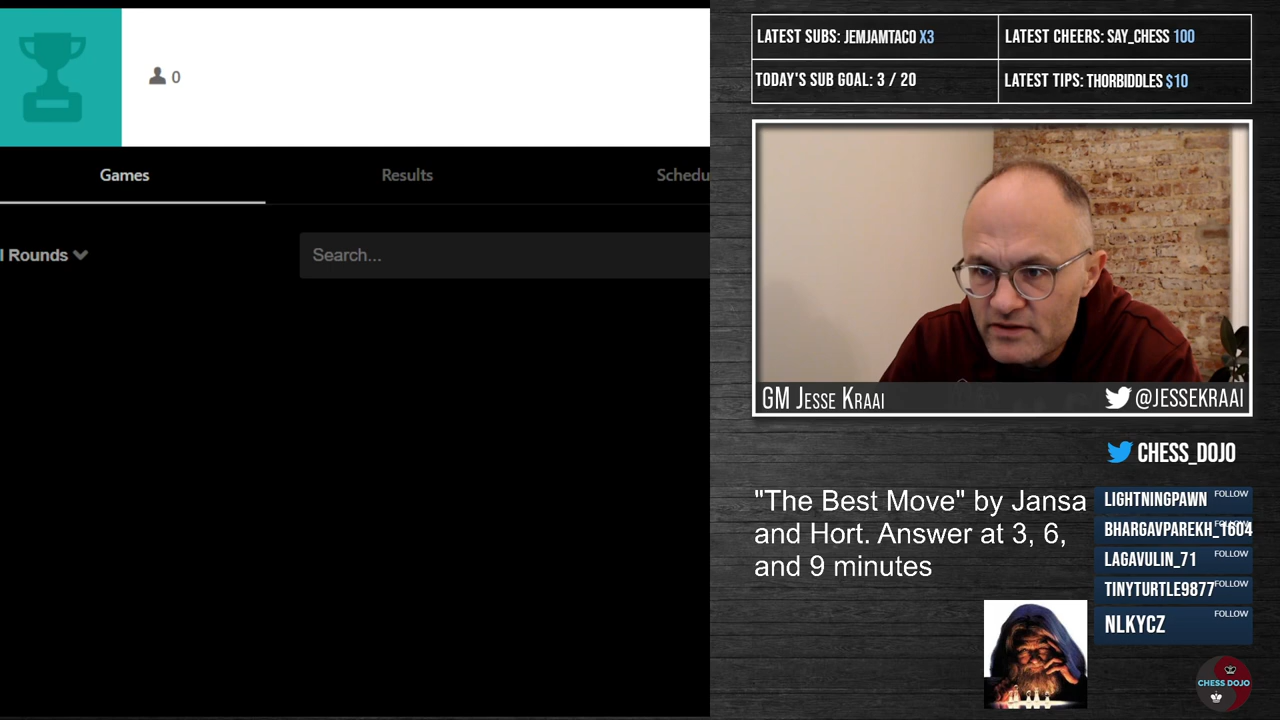 0
Games
Results
Schedu
l Rounds
Search...
LATEST SUBS: JEMJAMTACO X3
LATEST CHEERS: SAY_CHESS 100
TODAY'S SUB GOAL: 3 / 20
LATEST TIPS: THORBIDDLES $10
GM JESSE KRAAI
@JESSEKRAAI
CHESS_DOJO
"The Best Move" by Jansa
and Hort. Answer at 3, 6,
and 9 minutes
LIGHTNINGPAWN FOLLOW
BHARGAVPAREKH_1604 FOLLOW
LAGAVULIN_71 FOLLOW
TINYTURTLE9877 FOLLOW
NLKYCZ FOLLOW
CHESS DOJO